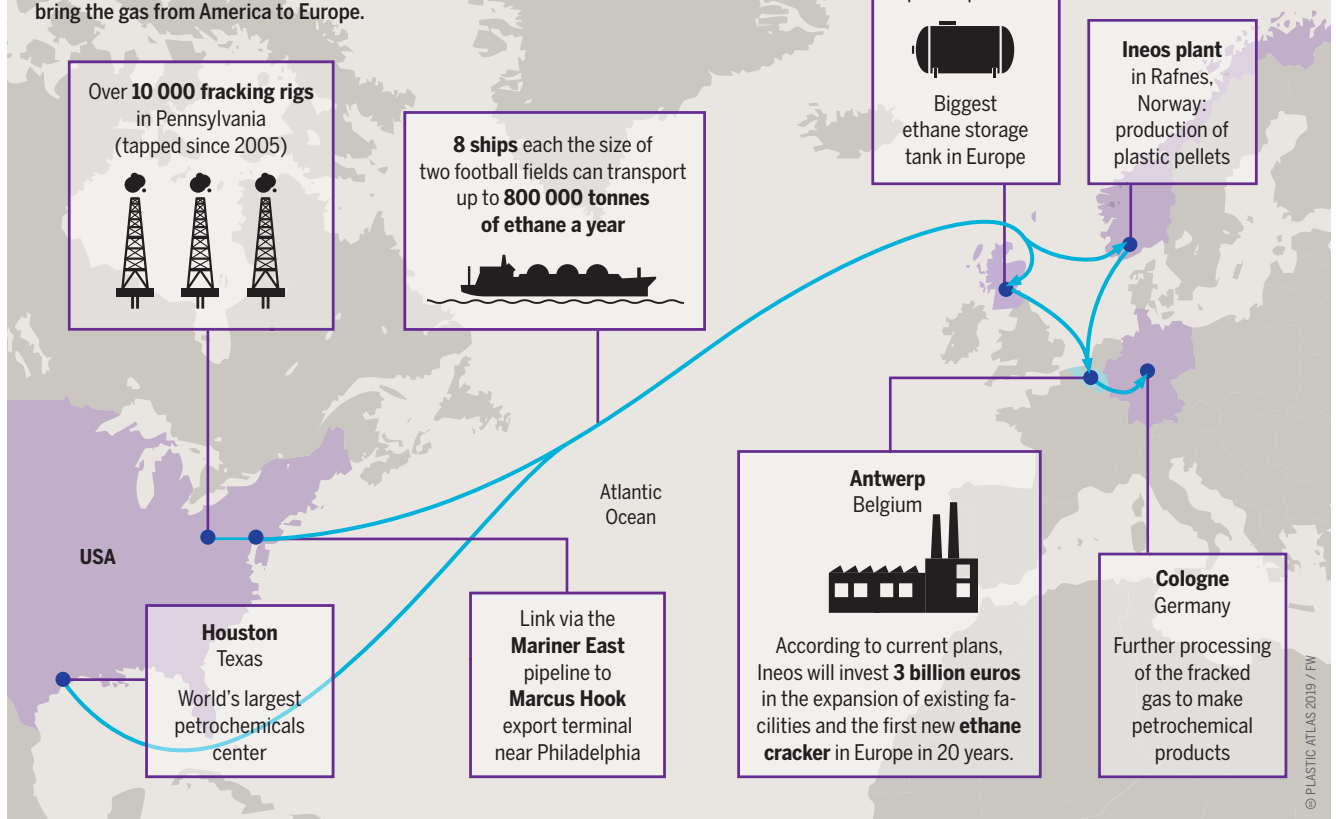 bring the gas from America to Europe.
Over 10 000 fracking rigs
in Pennsylvania
(tapped since 2005)
8 ships each the size of
two football fields can transport
up to 800 000 tonnes
of ethane a year
Biggest
ethane storage
tank in Europe
Ineos plant
in Rafnes,
Norway:
production of
plastic pellets
Atlantic
Ocean
USA
Houston
Texas
World's largest
petrochemicals
center
Link via the
Mariner East
pipeline to
Marcus Hook
export terminal
near Philadelphia
Antwerp
Belgium
According to current plans,
Ineos will invest 3 billion euros
in the expansion of existing fa-
cilities and the first new ethane
cracker in Europe in 20 years.
Cologne
Germany
Further processing
of the fracked
gas to make
petrochemical
products
PLASTIC ATLAS 2019 / FW